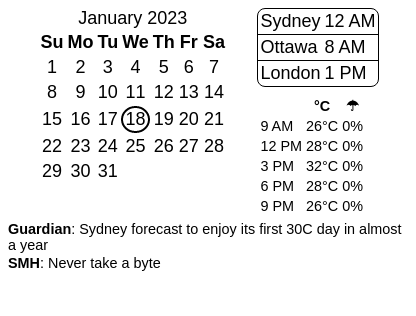 January 2023
Su Mo Tu We Th Fr Sa
1 2 3 4 5 6 7
8 9 10 11 12 13 14
15 16 17 18 19 20 21
22 23 24 25 26 27 28
29 30 31
Sydney 12 AM
Ottawa 8 AM
London 1 PM
°C ☂
9 AM 26°C 0%
12 PM 28°C 0%
3 PM 32°C 0%
6 PM 28°C 0%
9 PM 26°C 0%
Guardian: Sydney forecast to enjoy its first 30C day in almost
a year
SMH: Never take a byte